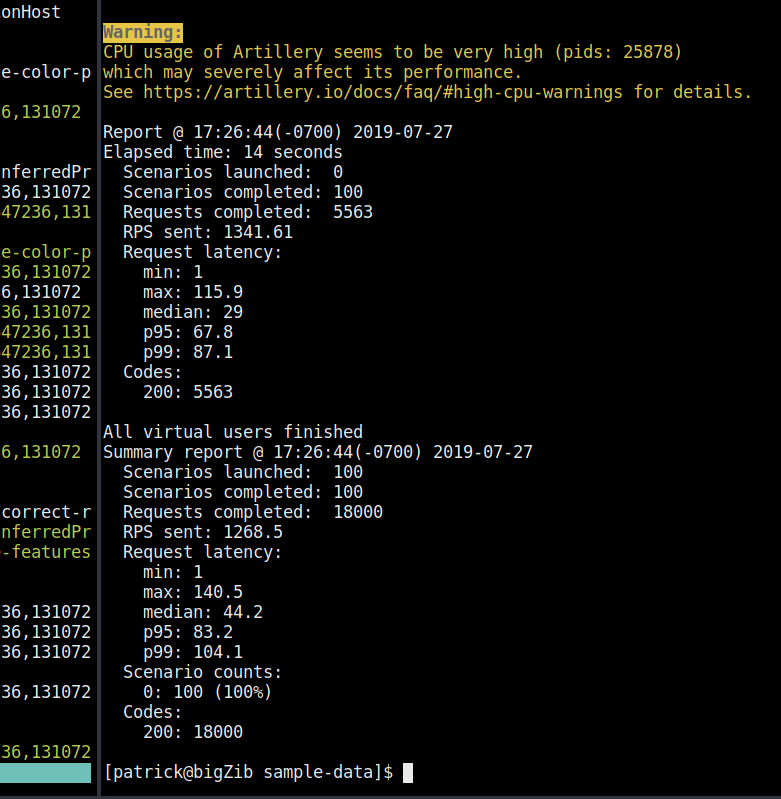 onHost
e-color-p
6,131072
nferredPr
36,131072
47236,131
e-color-p
36,131072
6,131072
36,131072
47236,131
47236,131
36,131072
36,131072
36,131072
6,131072
correct-r
nferredPr
-features
36,131072
36,131072
36,131072
36,131072
36,131072
Warning:
CPU usage of Artillery seems to be very high (pids: 25878)
which may severely affect its performance.
See https://artillery.io/docs/faq/#high-cpu-warnings for details.
Report @ 17:26:44(-0700) 2019-07-27
Elapsed time: 14 seconds
Scenarios launched:  0
Scenarios completed: 100
Requests completed:  5563
RPS sent: 1341.61
Request latency:
min: 1
max: 115.9
median: 29
p95: 67.8
p99: 87.1
Codes:
200: 5563
All virtual users finished
Summary report @ 17:26:44(-0700) 2019-07-27
Scenarios launched:  100
Scenarios completed: 100
Requests completed:  18000
RPS sent: 1268.5
Request latency:
min: 1
max: 140.5
median: 44.2
p95: 83.2
p99: 104.1
Scenario counts:
0: 100 (100%)
Codes:
200: 18000
[patrick@bigZib sample-data]$